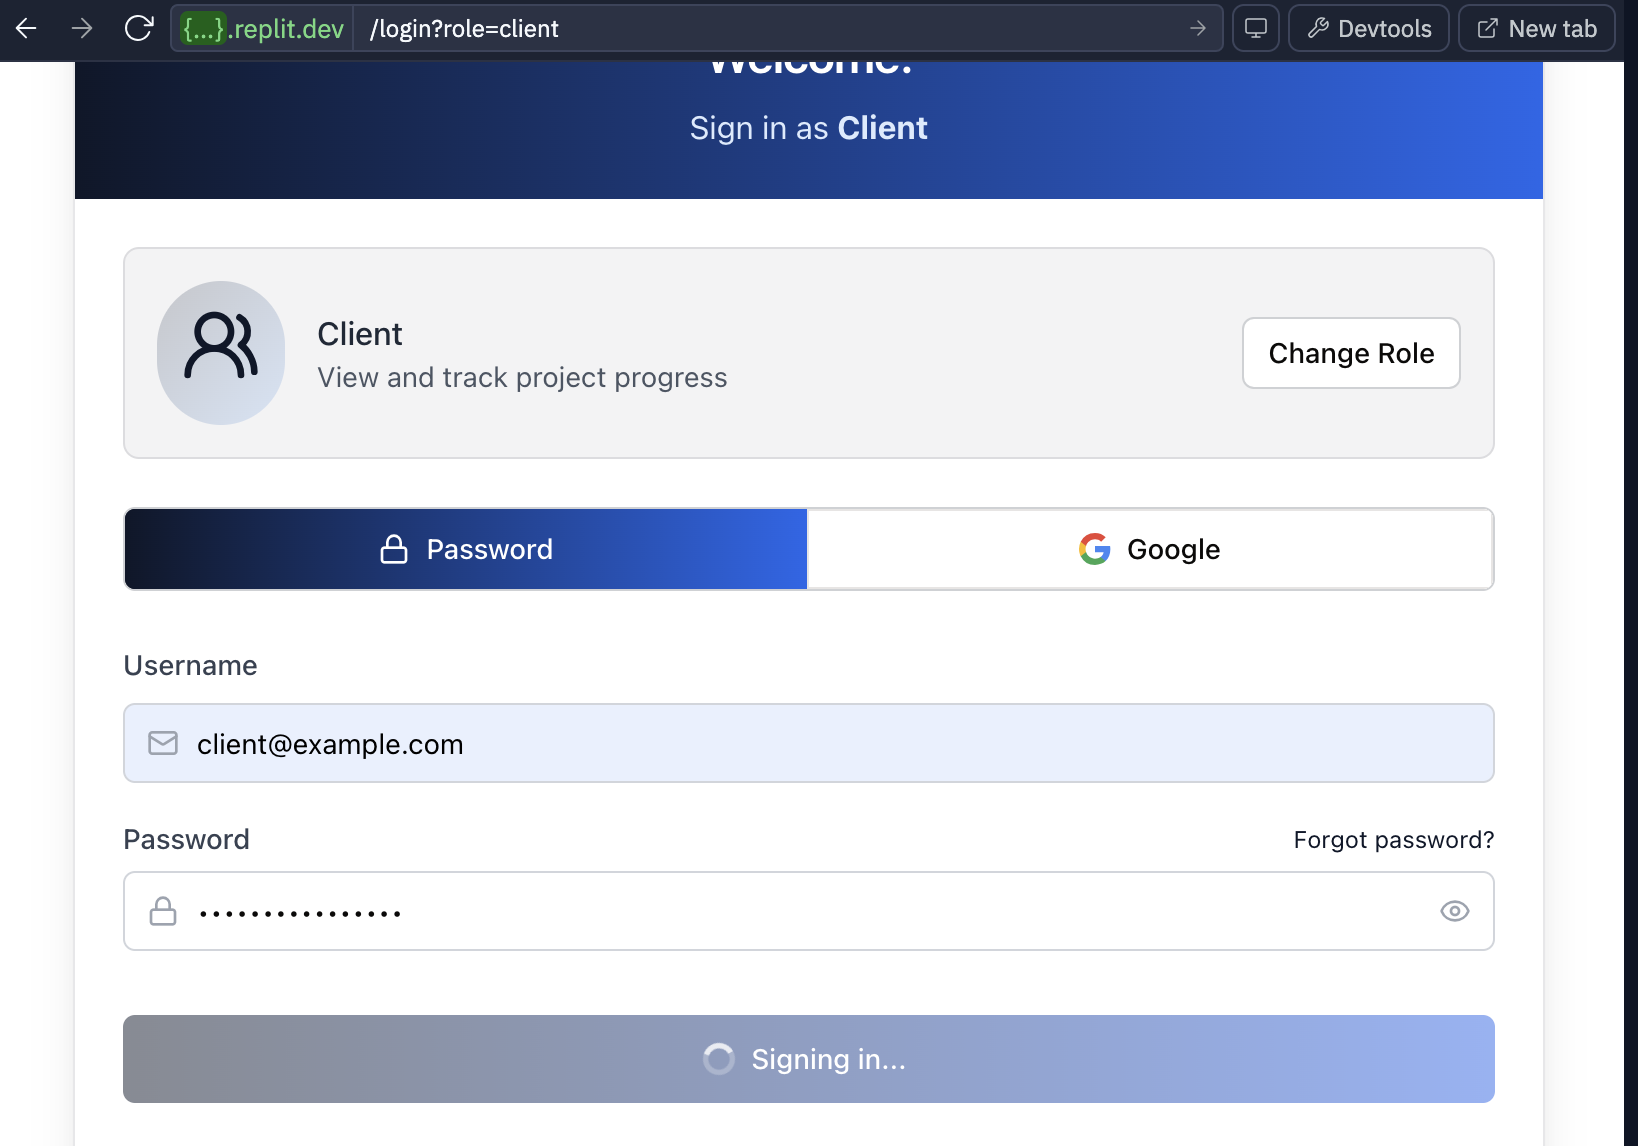 {...}.replit.dev /login?role=client
Devtools
New tab
Welcome!
Sign in as Client
Client
View and track project progress
Change Role
Password
Google
Username
client@example.com
Password
Forgot password?
Signing in...